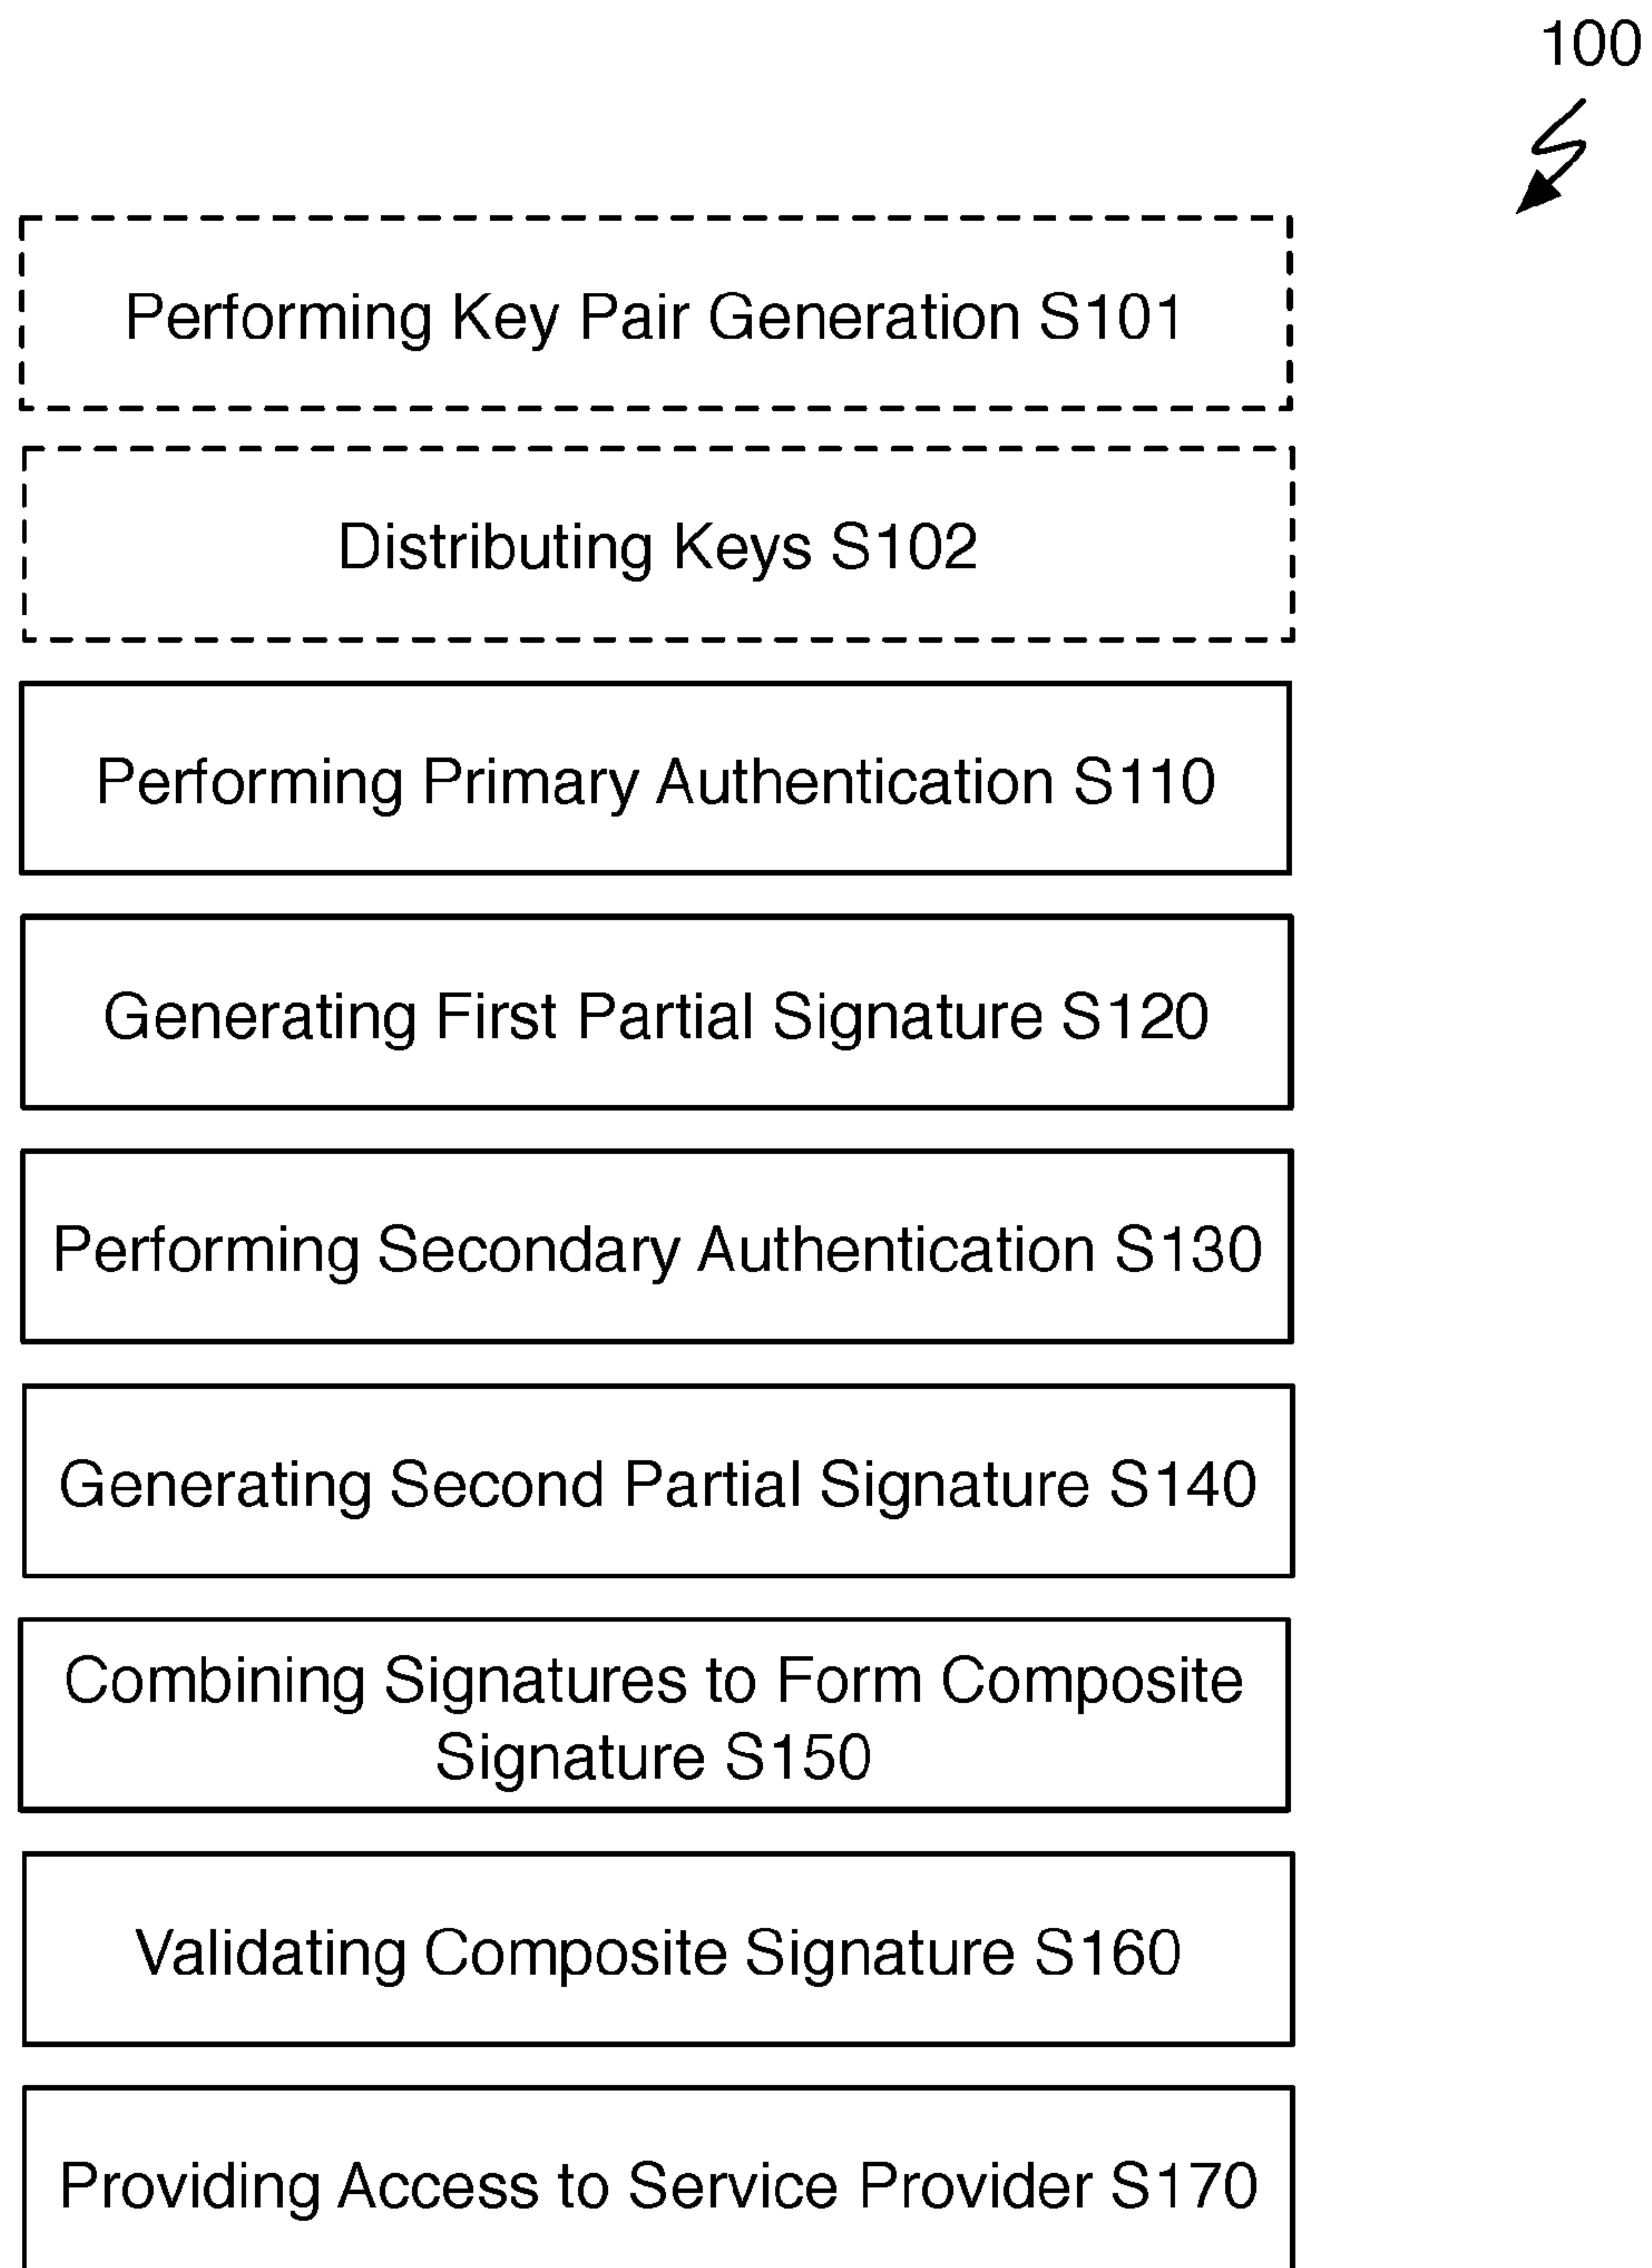 100
Performing Key Pair Generation S101
Distributing Keys S102
Performing Primary Authentication S110
Generating First Partial Signature S120
Performing Secondary Authentication S130
Generating Second Partial Signature S140
Combining Signatures to Form Composite
Signature S150
Validating Composite Signature S160
Providing Access to Service Provider S170